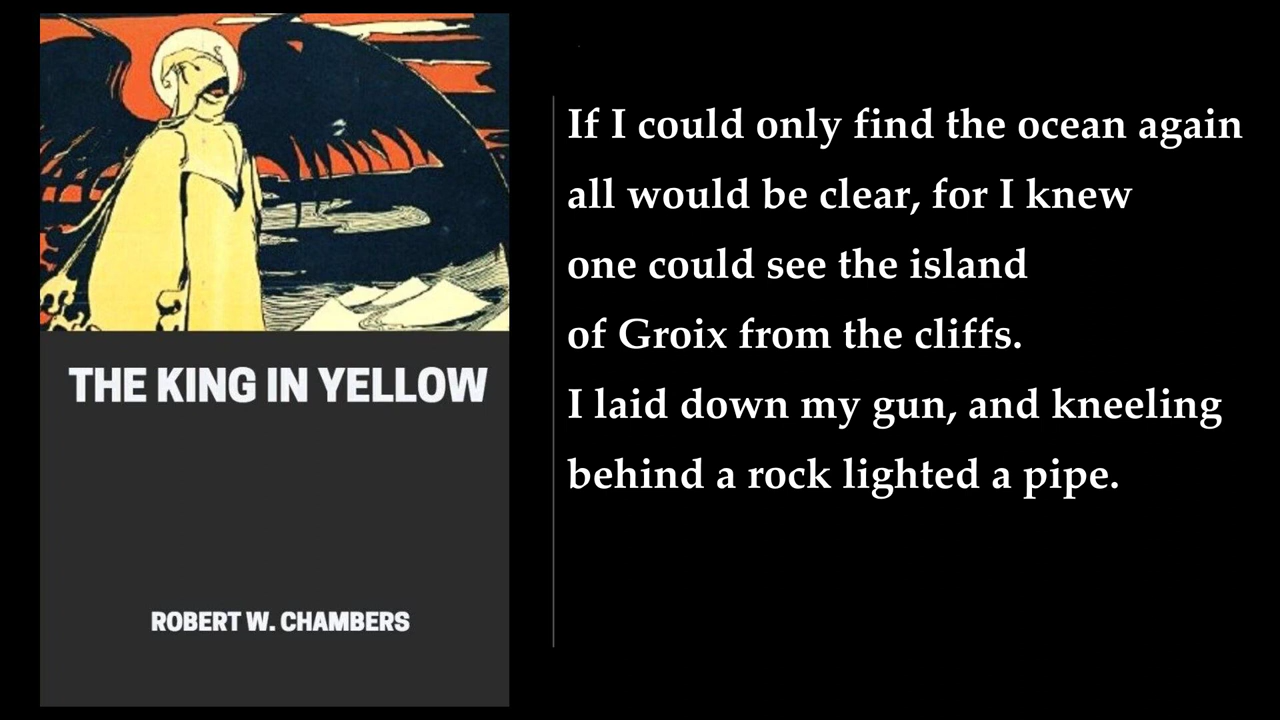 THE KING IN YELLOW
ROBERT W. CHAMBERS
If I could only find the ocean again
all would be clear, for I knew
one could see the island
of Groix from the cliffs.
I laid down my gun, and kneeling
behind a rock lighted a pipe.